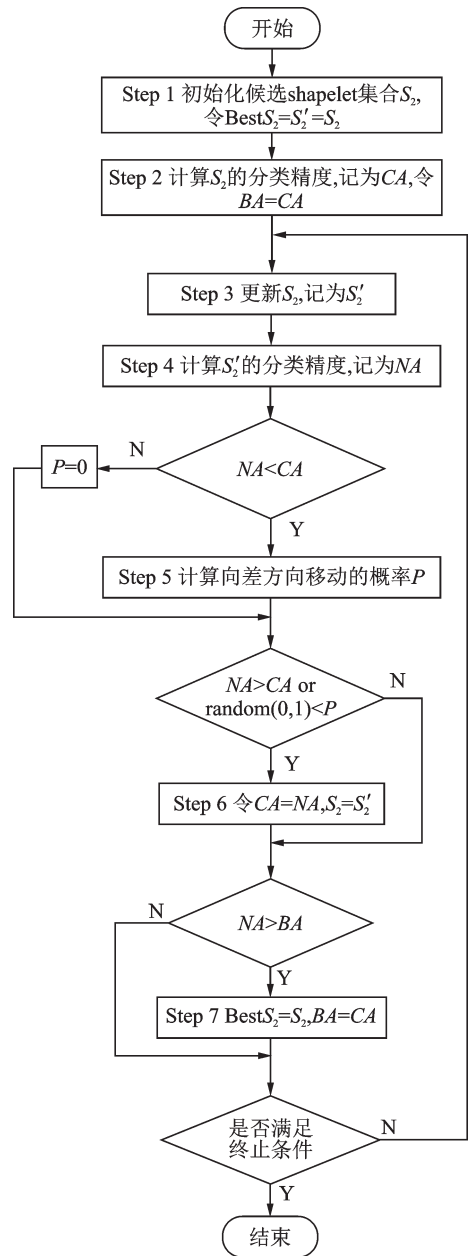 开始
Step 1 初始化候选shapelet集合S₂,
令BestS₂=S₂′=S₂
Step 2 计算S₂的分类精度,记为CA,令
BA=CA
Step 3 更新S₂,记为S₂′
Step 4 计算S₂′的分类精度,记为NA
N
P=0
NA<CA
Y
Step 5 计算向差方向移动的概率P
NA>CA or
random(0,1)<P
N
Y
Step 6 令CA=NA,S₂=S₂′
N
NA>BA
Y
Step 7 BestS₂=S₂,BA=CA
是否满足
终止条件
N
Y
结束